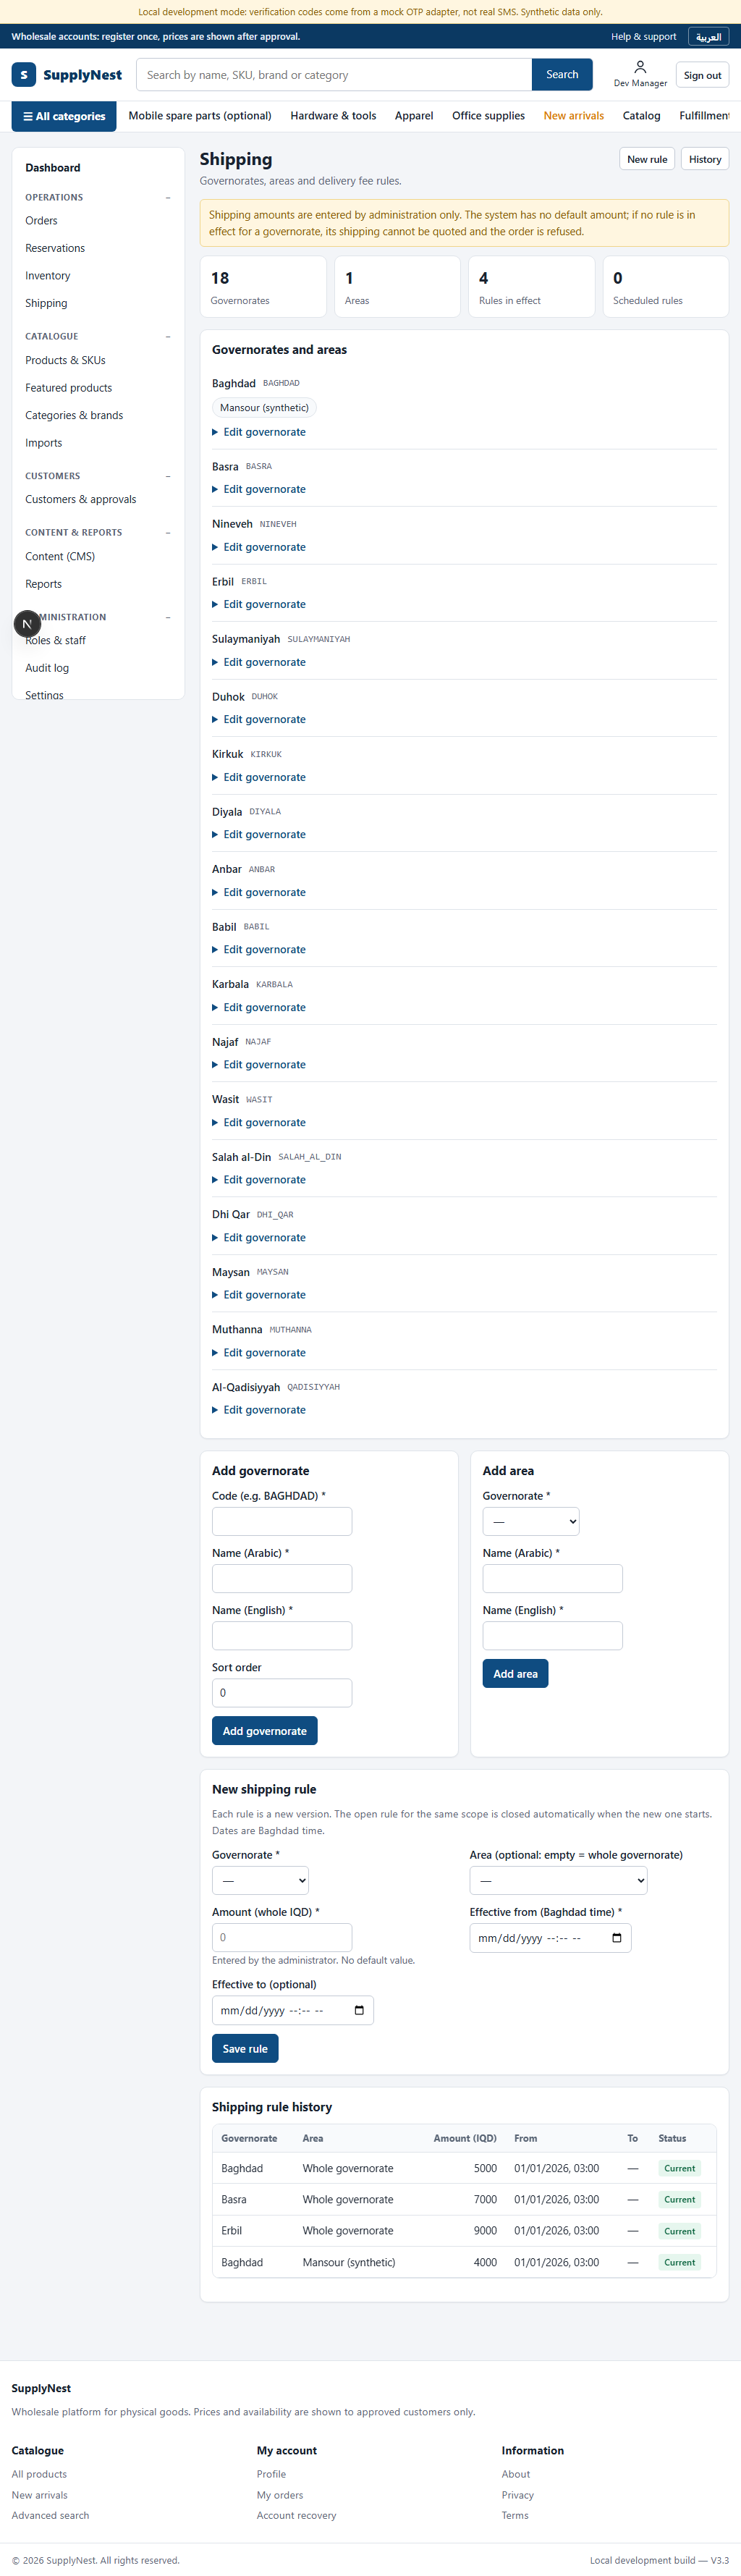 Local development mode: verification codes come from a mock OTP adapter, not real SMS. Synthetic data only.
Wholesale accounts: register once, prices are shown after approval.
Help & support
العربية
S
SupplyNest
Search by name, SKU, brand or category
Search
Dev Manager
Sign out
☰ All categories
Mobile spare parts (optional)
Hardware & tools
Apparel
Office supplies
New arrivals
Catalog
Fulfillment
Dashboard
OPERATIONS –
Orders
Reservations
Inventory
Shipping
CATALOGUE –
Products & SKUs
Featured products
Categories & brands
Imports
CUSTOMERS –
Customers & approvals
CONTENT & REPORTS –
Content (CMS)
Reports
N
MINISTRATION –
Roles & staff
Audit log
Settings
Shipping
New rule
History
Governorates, areas and delivery fee rules.
Shipping amounts are entered by administration only. The system has no default amount; if no rule is in
effect for a governorate, its shipping cannot be quoted and the order is refused.
18
Governorates
1
Areas
4
Rules in effect
0
Scheduled rules
Governorates and areas
Baghdad BAGHDAD
Mansour (synthetic)
▶ Edit governorate
Basra BASRA
▶ Edit governorate
Nineveh NINEVEH
▶ Edit governorate
Erbil ERBIL
▶ Edit governorate
Sulaymaniyah SULAYMANIYAH
▶ Edit governorate
Duhok DUHOK
▶ Edit governorate
Kirkuk KIRKUK
▶ Edit governorate
Diyala DIYALA
▶ Edit governorate
Anbar ANBAR
▶ Edit governorate
Babil BABIL
▶ Edit governorate
Karbala KARBALA
▶ Edit governorate
Najaf NAJAF
▶ Edit governorate
Wasit WASIT
▶ Edit governorate
Salah al-Din SALAH_AL_DIN
▶ Edit governorate
Dhi Qar DHI_QAR
▶ Edit governorate
Maysan MAYSAN
▶ Edit governorate
Muthanna MUTHANNA
▶ Edit governorate
Al-Qadisiyyah QADISIYYAH
▶ Edit governorate
Add governorate
Code (e.g. BAGHDAD) *
Name (Arabic) *
Name (English) *
Sort order
0
Add governorate
Add area
Governorate *
—
Name (Arabic) *
Name (English) *
Add area
New shipping rule
Each rule is a new version. The open rule for the same scope is closed automatically when the new one starts.
Dates are Baghdad time.
Governorate *
—
Area (optional: empty = whole governorate)
—
Amount (whole IQD) *
0
Entered by the administrator. No default value.
Effective from (Baghdad time) *
mm/dd/yyyy --:-- --
Effective to (optional)
mm/dd/yyyy --:-- --
Save rule
Shipping rule history
Governorate Area Amount (IQD) From To Status
Baghdad Whole governorate 5000 01/01/2026, 03:00 — Current
Basra Whole governorate 7000 01/01/2026, 03:00 — Current
Erbil Whole governorate 9000 01/01/2026, 03:00 — Current
Baghdad Mansour (synthetic) 4000 01/01/2026, 03:00 — Current
SupplyNest
Wholesale platform for physical goods. Prices and availability are shown to approved customers only.
Catalogue
All products
New arrivals
Advanced search
My account
Profile
My orders
Account recovery
Information
About
Privacy
Terms
© 2026 SupplyNest. All rights reserved.
Local development build — V3.3